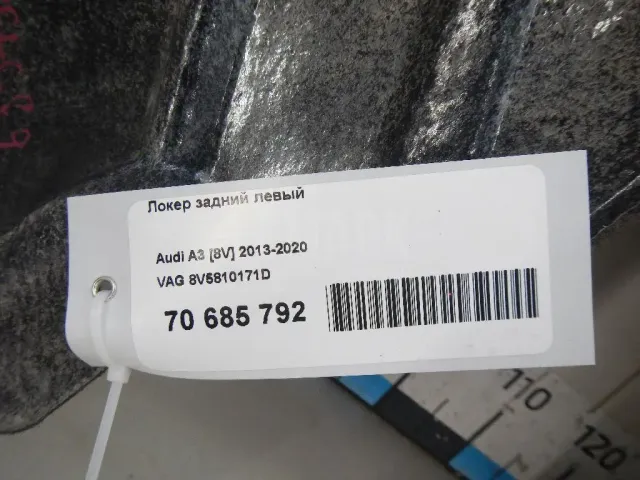 Локер задний левый
Audi A3 [8V] 2013-2020
VAG 8V5810171D
70 685 792
110
120